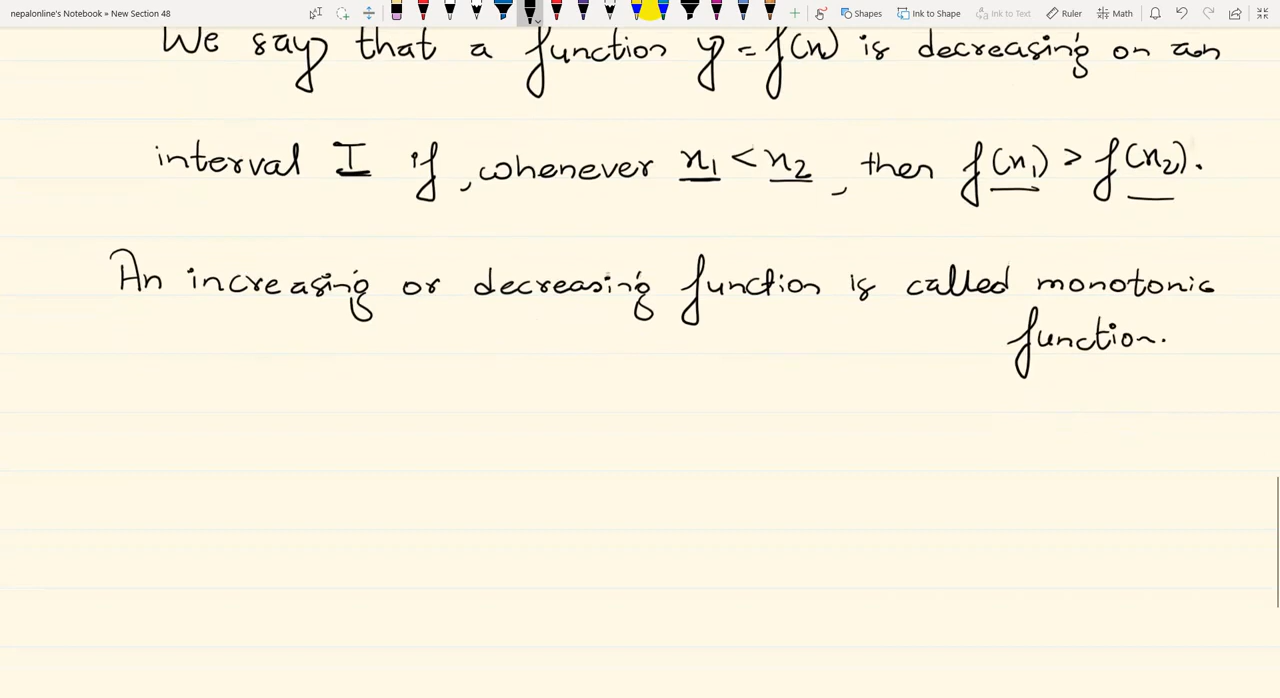 nepalonline's Notebook » New Section 48
Shapes Ink to Shape Ink to Text Ruler Math
We say that a function y = f(x) is decreasing on an
interval I if, whenever x1 < x2, then f(x1) > f(x2).
An increasing or decreasing function is called monotonic
function.